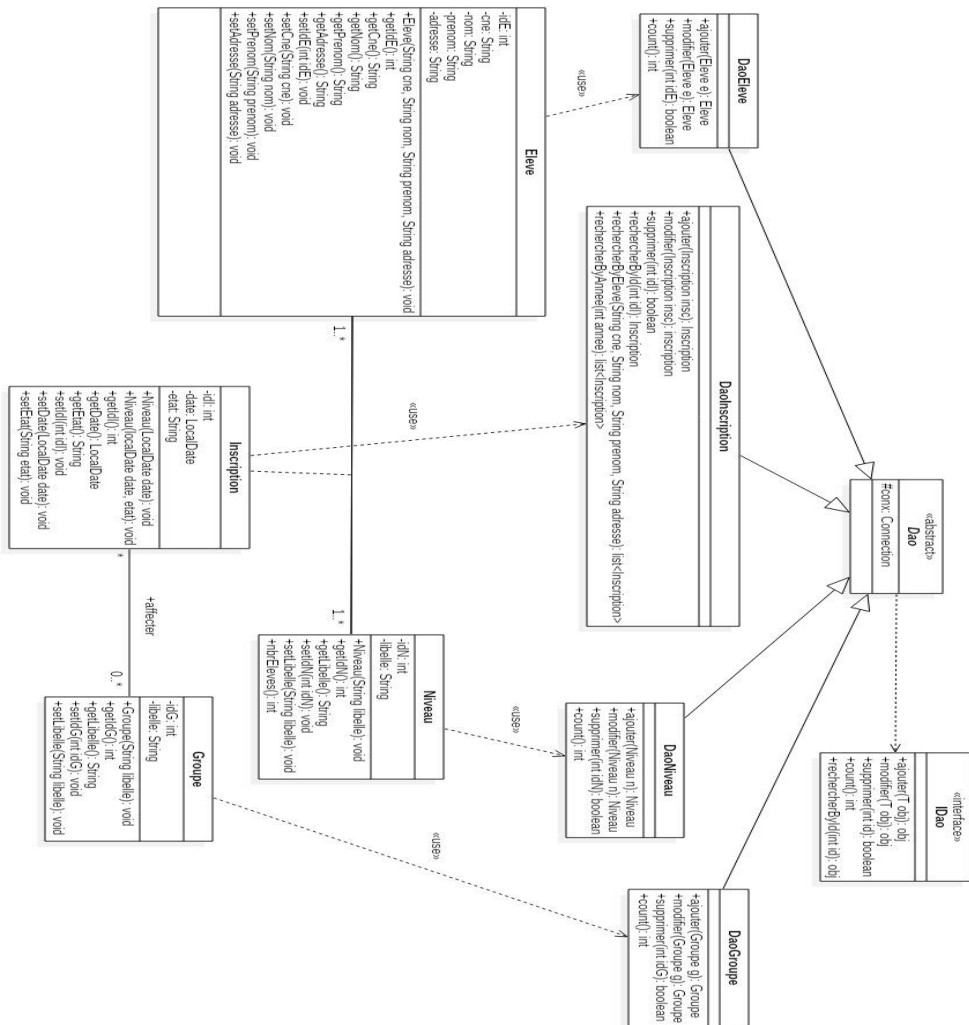 «interface»
IDao
+ajouter(T obj): obj
+modifier(T obj): obj
+supprimer(int id): boolean
+count(): int
+rechercherById(int id): obj
«abstract»
Dao
#conx: Connection
DaoEleve
+ajouter(Eleve e): Eleve
+modifier(Eleve e): Eleve
+supprimer(int idE): boolean
+count(): int
DaoInscription
+ajouter(Inscription insc): Inscription
+modifier(Inscription insc): inscription
+supprimer(int idI): boolean
+rechercherById(int idI): Inscription
+rechercherByEleve(String cne, String nom, String prenom, String adresse): list<Inscription>
+rechercherByAnnee(int annee): list<Inscription>
DaoNiveau
+ajouter(Niveau n): Niveau
+modifier(Niveau n): Niveau
+supprimer(int idN): boolean
+count(): int
DaoGroupe
+ajouter(Groupe g): Groupe
+modifier(Groupe g): Groupe
+supprimer(int idG): boolean
+count(): int
«use»
«use»
«use»
«use»
Eleve
-idE: int
-cne: String
-nom: String
-prenom: String
-adresse: String
+Eleve(String cne, String nom, String prenom, String adresse): void
+getIdE(): int
+getCne(): String
+getNom(): String
+getPrenom(): String
+getAdresse(): String
+setIdE(int idE): void
+setCne(String cne): void
+setNom(String nom): void
+setPrenom(String prenom): void
+setAdresse(String adresse): void
1..*
1..*
Niveau
-idN: int
-libelle: String
+Niveau(String libelle): void
+getIdN(): int
+getLibelle(): String
+setIdN(int idN): void
+setLibelle(String libelle): void
+nbrEleves(): int
Inscription
-idI: int
-date: LocalDate
-etat: String
+Niveau(LocalDate date): void
+Niveau(localDate date, etat): void
+getIdI(): int
+getDate(): LocalDate
+getEtat(): String
+setIdI(int idI): void
+setDate(LocalDate date): void
+setEtat(String etat): void
*
+affecter
0..*
Groupe
-idG: int
-libelle: String
+Groupe(String libelle): void
+getIdG(): int
+getLibelle(): String
+setIdG(int idG): void
+setLibelle(String libelle): void